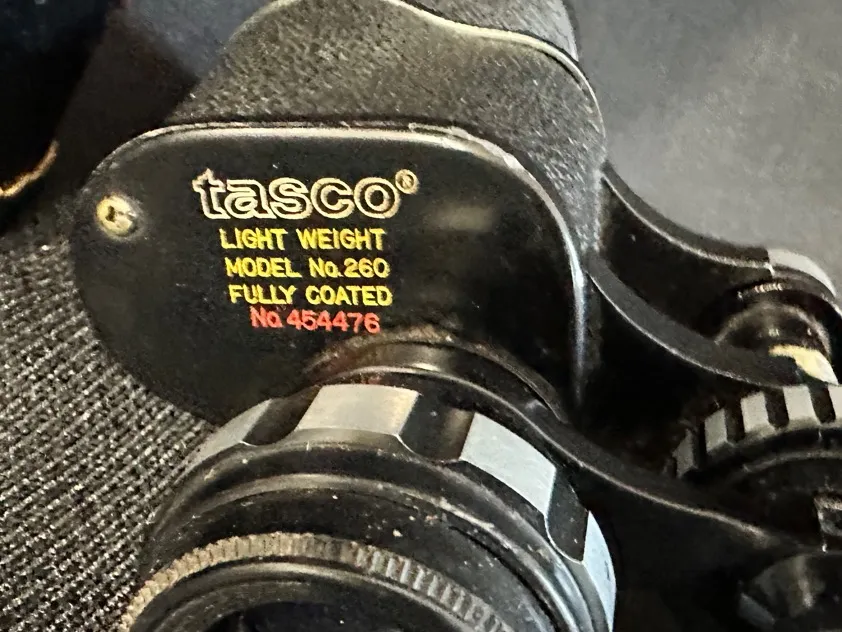 tasco®
LIGHT WEIGHT
MODEL No.260
FULLY COATED
No 454476